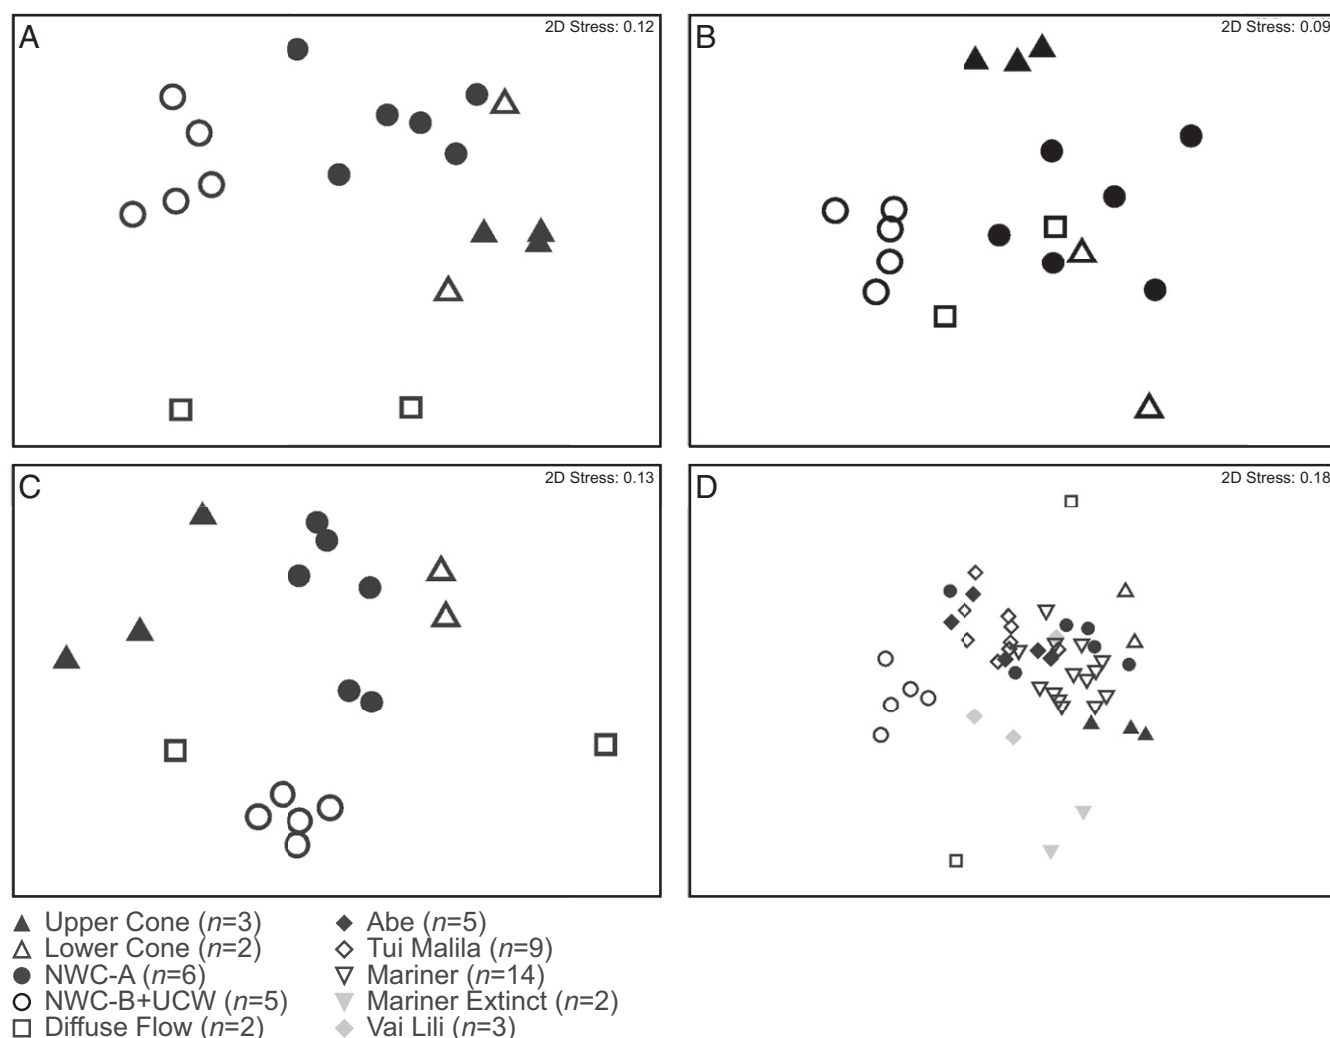 A
2D Stress: 0.12
B
2D Stress: 0.09
C
2D Stress: 0.13
D
2D Stress: 0.18
Upper Cone (n=3)
Lower Cone (n=2)
NWC-A (n=6)
NWC-B+UCW (n=5)
Diffuse Flow (n=2)
Abe (n=5)
Tui Malila (n=9)
Mariner (n=14)
Mariner Extinct (n=2)
Vai Lili (n=3)